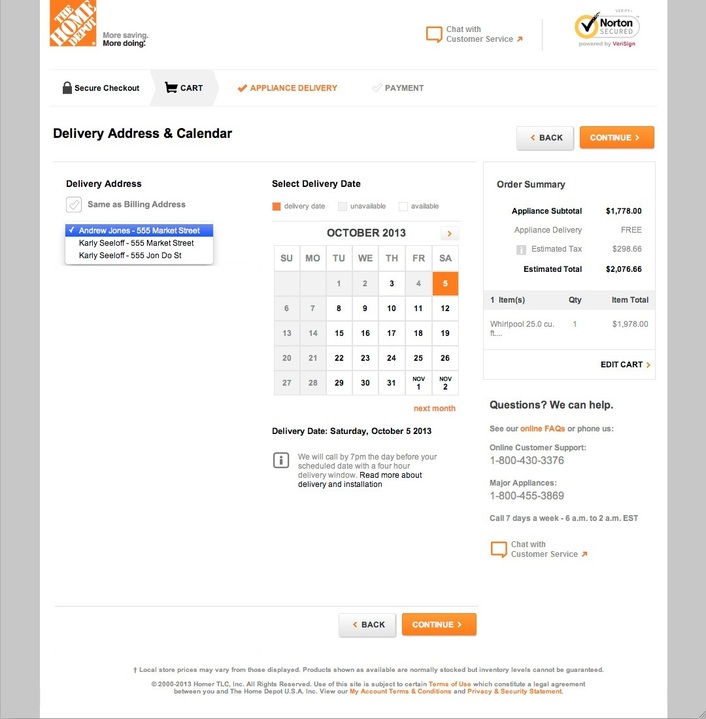 THE HOME DEPOT
More saving.
More doing.
Chat with
Customer Service
Norton
SECURED
powered by VeriSign
Secure Checkout
CART
APPLIANCE DELIVERY
PAYMENT
Delivery Address & Calendar
BACK
CONTINUE
Delivery Address
Same as Billing Address
Andrew Jones - 555 Market Street
Karly Seeloff - 555 Market Street
Karly Seeloff - 555 Jon Do St
Select Delivery Date
delivery date unavailable available
OCTOBER 2013
SU MO TU WE TH FR SA
1 2 3 4 5
6 7 8 9 10 11 12
13 14 15 16 17 18 19
20 21 22 23 24 25 26
27 28 29 30 31 NOV 1 NOV 2
next month
Delivery Date: Saturday, October 5 2013
We will call by 7pm the day before your
scheduled date with a four hour
delivery window. Read more about
delivery and installation
Order Summary
Appliance Subtotal $1,778.00
Appliance Delivery FREE
Estimated Tax $298.66
Estimated Total $2,076.66
1 Item(s) Qty Item Total
Whirlpool 25.0 cu. 1 $1,978.00
ft....
EDIT CART
Questions? We can help.
See our online FAQs or phone us:
Online Customer Support:
1-800-430-3376
Major Appliances:
1-800-455-3869
Call 7 days a week - 6 a.m. to 2 a.m. EST
Chat with
Customer Service
BACK
CONTINUE
† Local store prices may vary from those displayed. Products shown as available are normally stocked but inventory levels cannot be guaranteed.
© 2000-2013 Homer TLC, Inc. All Rights Reserved. Use of this site is subject to certain Terms of Use which constitute a legal agreement
between you and The Home Depot U.S.A. Inc. View our My Account Terms & Conditions and Privacy & Security Statement.